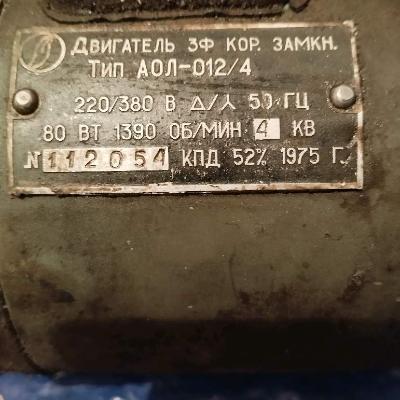 ДВИГАТЕЛЬ 3Ф КОР. ЗАМКН.
ТИП АОЛ-012/4
220/380 В Δ/⅄ 50 ГЦ
80 ВТ 1390 ОБ/МИН 4 КВ
N 112054 КПД 52% 1975 Г.